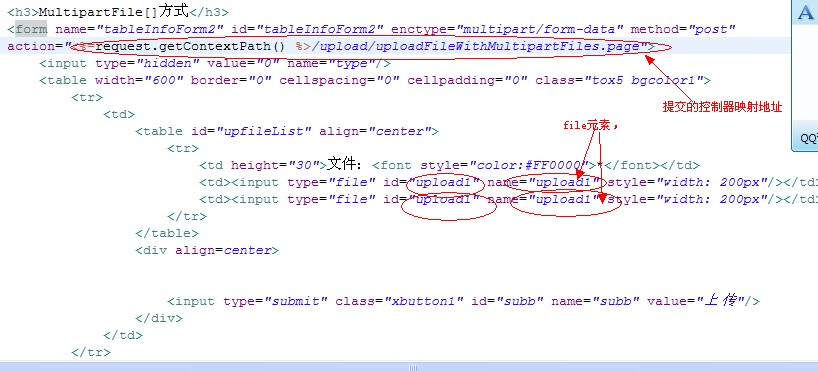 <h3>MultipartFile[]方式</h3>
<form name="tableInfoForm2" id="tableInfoForm2" enctype="multipart/form-data" method="post"
action="<%=request.getContextPath() %>/upload/uploadFileWithMultipartFiles.page">
<input type="hidden" value="0" name="type"/>
<table width="600" border="0" cellspacing="0" cellpadding="0" class="tox5 bgcolor1">
提交的控制器映射地址
<tr>
<td>
file元素，
<table id="upfileList" align="center">
<tr>
<td height="30">文件：<font style="color:#FF0000">*</font></td>
<td><input type="file" id="upload1" name="upload1" style="width: 200px"/></td
<td><input type="file" id="upload1" name="upload1" style="width: 200px"/></td
</tr>
</table>
<div align=center>
<input type="submit" class="xbutton1" id="subb" name="subb" value="上传"/>
</div>
</td>
</tr>
A
QQ